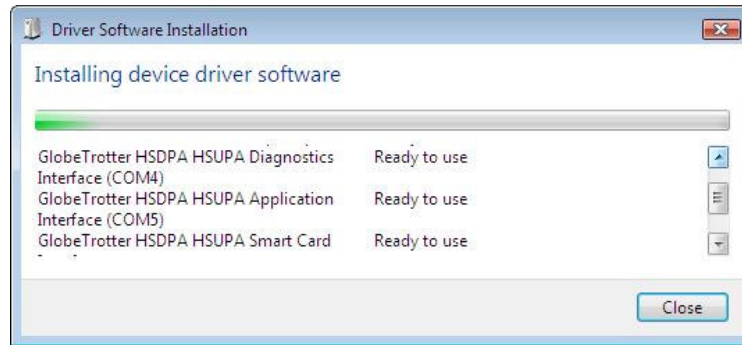 Driver Software Installation
Installing device driver software
GlobeTrotter HSDPA HSUPA Diagnostics Ready to use
Interface (COM4)
GlobeTrotter HSDPA HSUPA Application Ready to use
Interface (COM5)
GlobeTrotter HSDPA HSUPA Smart Card Ready to use
Close